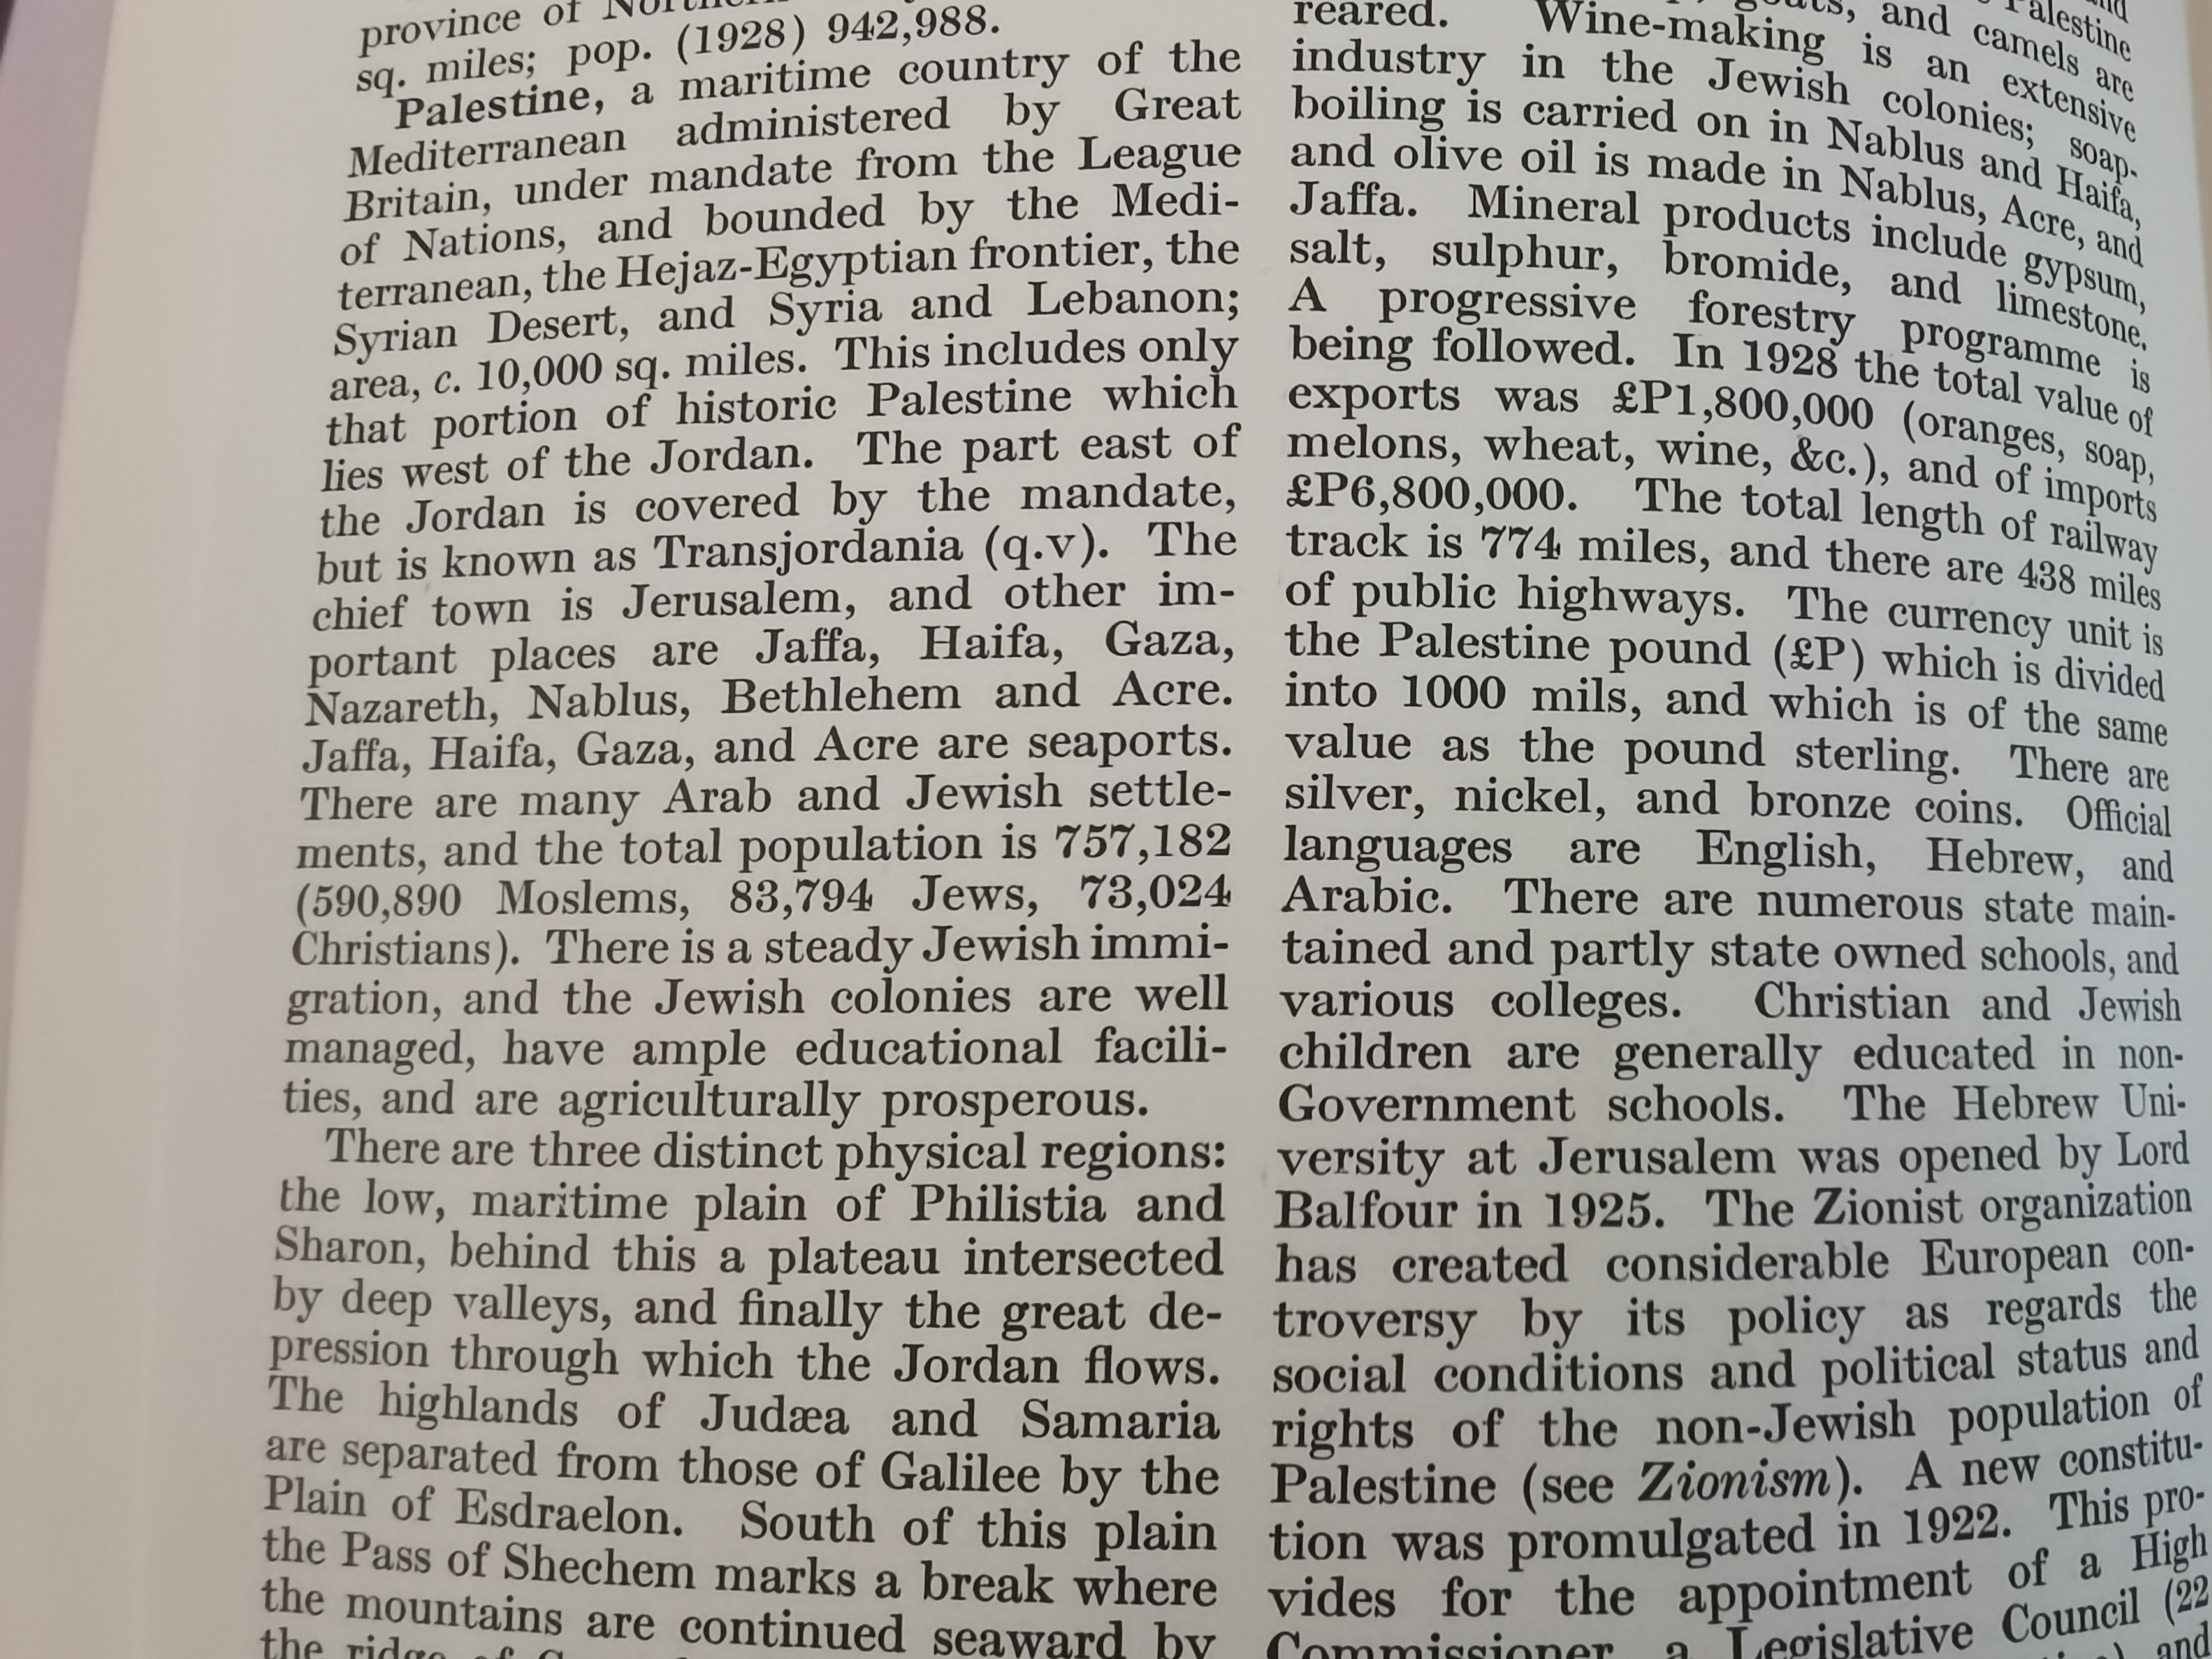 province of
sq. miles; pop. (1928) 942,988.
Palestine, a maritime country of the
Mediterranean administered by Great
Britain, under mandate from the League
of Nations, and bounded by the Medi-
terranean, the Hejaz-Egyptian frontier, the
Syrian Desert, and Syria and Lebanon;
area, c. 10,000 sq. miles. This includes only
that portion of historic Palestine which
lies west of the Jordan. The part east of
the Jordan is covered by the mandate,
but is known as Transjordania (q.v). The
chief town is Jerusalem, and other im-
portant places are Jaffa, Haifa, Gaza,
Nazareth, Nablus, Bethlehem and Acre.
Jaffa, Haifa, Gaza, and Acre are seaports.
There are many Arab and Jewish settle-
ments, and the total population is 757,182
(590,890 Moslems, 83,794 Jews, 73,024
Christians). There is a steady Jewish immi-
gration, and the Jewish colonies are well
managed, have ample educational facili-
ties, and are agriculturally prosperous.
There are three distinct physical regions:
the low, maritime plain of Philistia and
Sharon, behind this a plateau intersected
by deep valleys, and finally the great de-
pression through which the Jordan flows.
The highlands of Judæa and Samaria
are separated from those of Galilee by the
Plain of Esdraelon. South of this plain
the Pass of Shechem marks a break where
the mountains are continued seaward by
the ridge of
Palestine
reared. and camels are
Wine-making is an extensive
industry in the Jewish colonies; soap-
boiling is carried on in Nablus and Haifa,
and olive oil is made in Nablus, Acre, and
Jaffa. Mineral products include gypsum,
salt, sulphur, bromide, and limestone.
A progressive forestry programme is
being followed. In 1928 the total value of
exports was £P1,800,000 (oranges, soap,
melons, wheat, wine, &c.), and of imports
£P6,800,000. The total length of railway
track is 774 miles, and there are 438 miles
of public highways. The currency unit is
the Palestine pound (£P) which is divided
into 1000 mils, and which is of the same
value as the pound sterling. There are
silver, nickel, and bronze coins. Official
languages are English, Hebrew, and
Arabic. There are numerous state main-
tained and partly state owned schools, and
various colleges. Christian and Jewish
children are generally educated in non-
Government schools. The Hebrew Uni-
versity at Jerusalem was opened by Lord
Balfour in 1925. The Zionist organization
has created considerable European con-
troversy by its policy as regards the
social conditions and political status and
rights of the non-Jewish population of
Palestine (see Zionism). A new constitu-
tion was promulgated in 1922. This pro-
vides for the appointment of a High
Commissioner, a Legislative Council (22
and